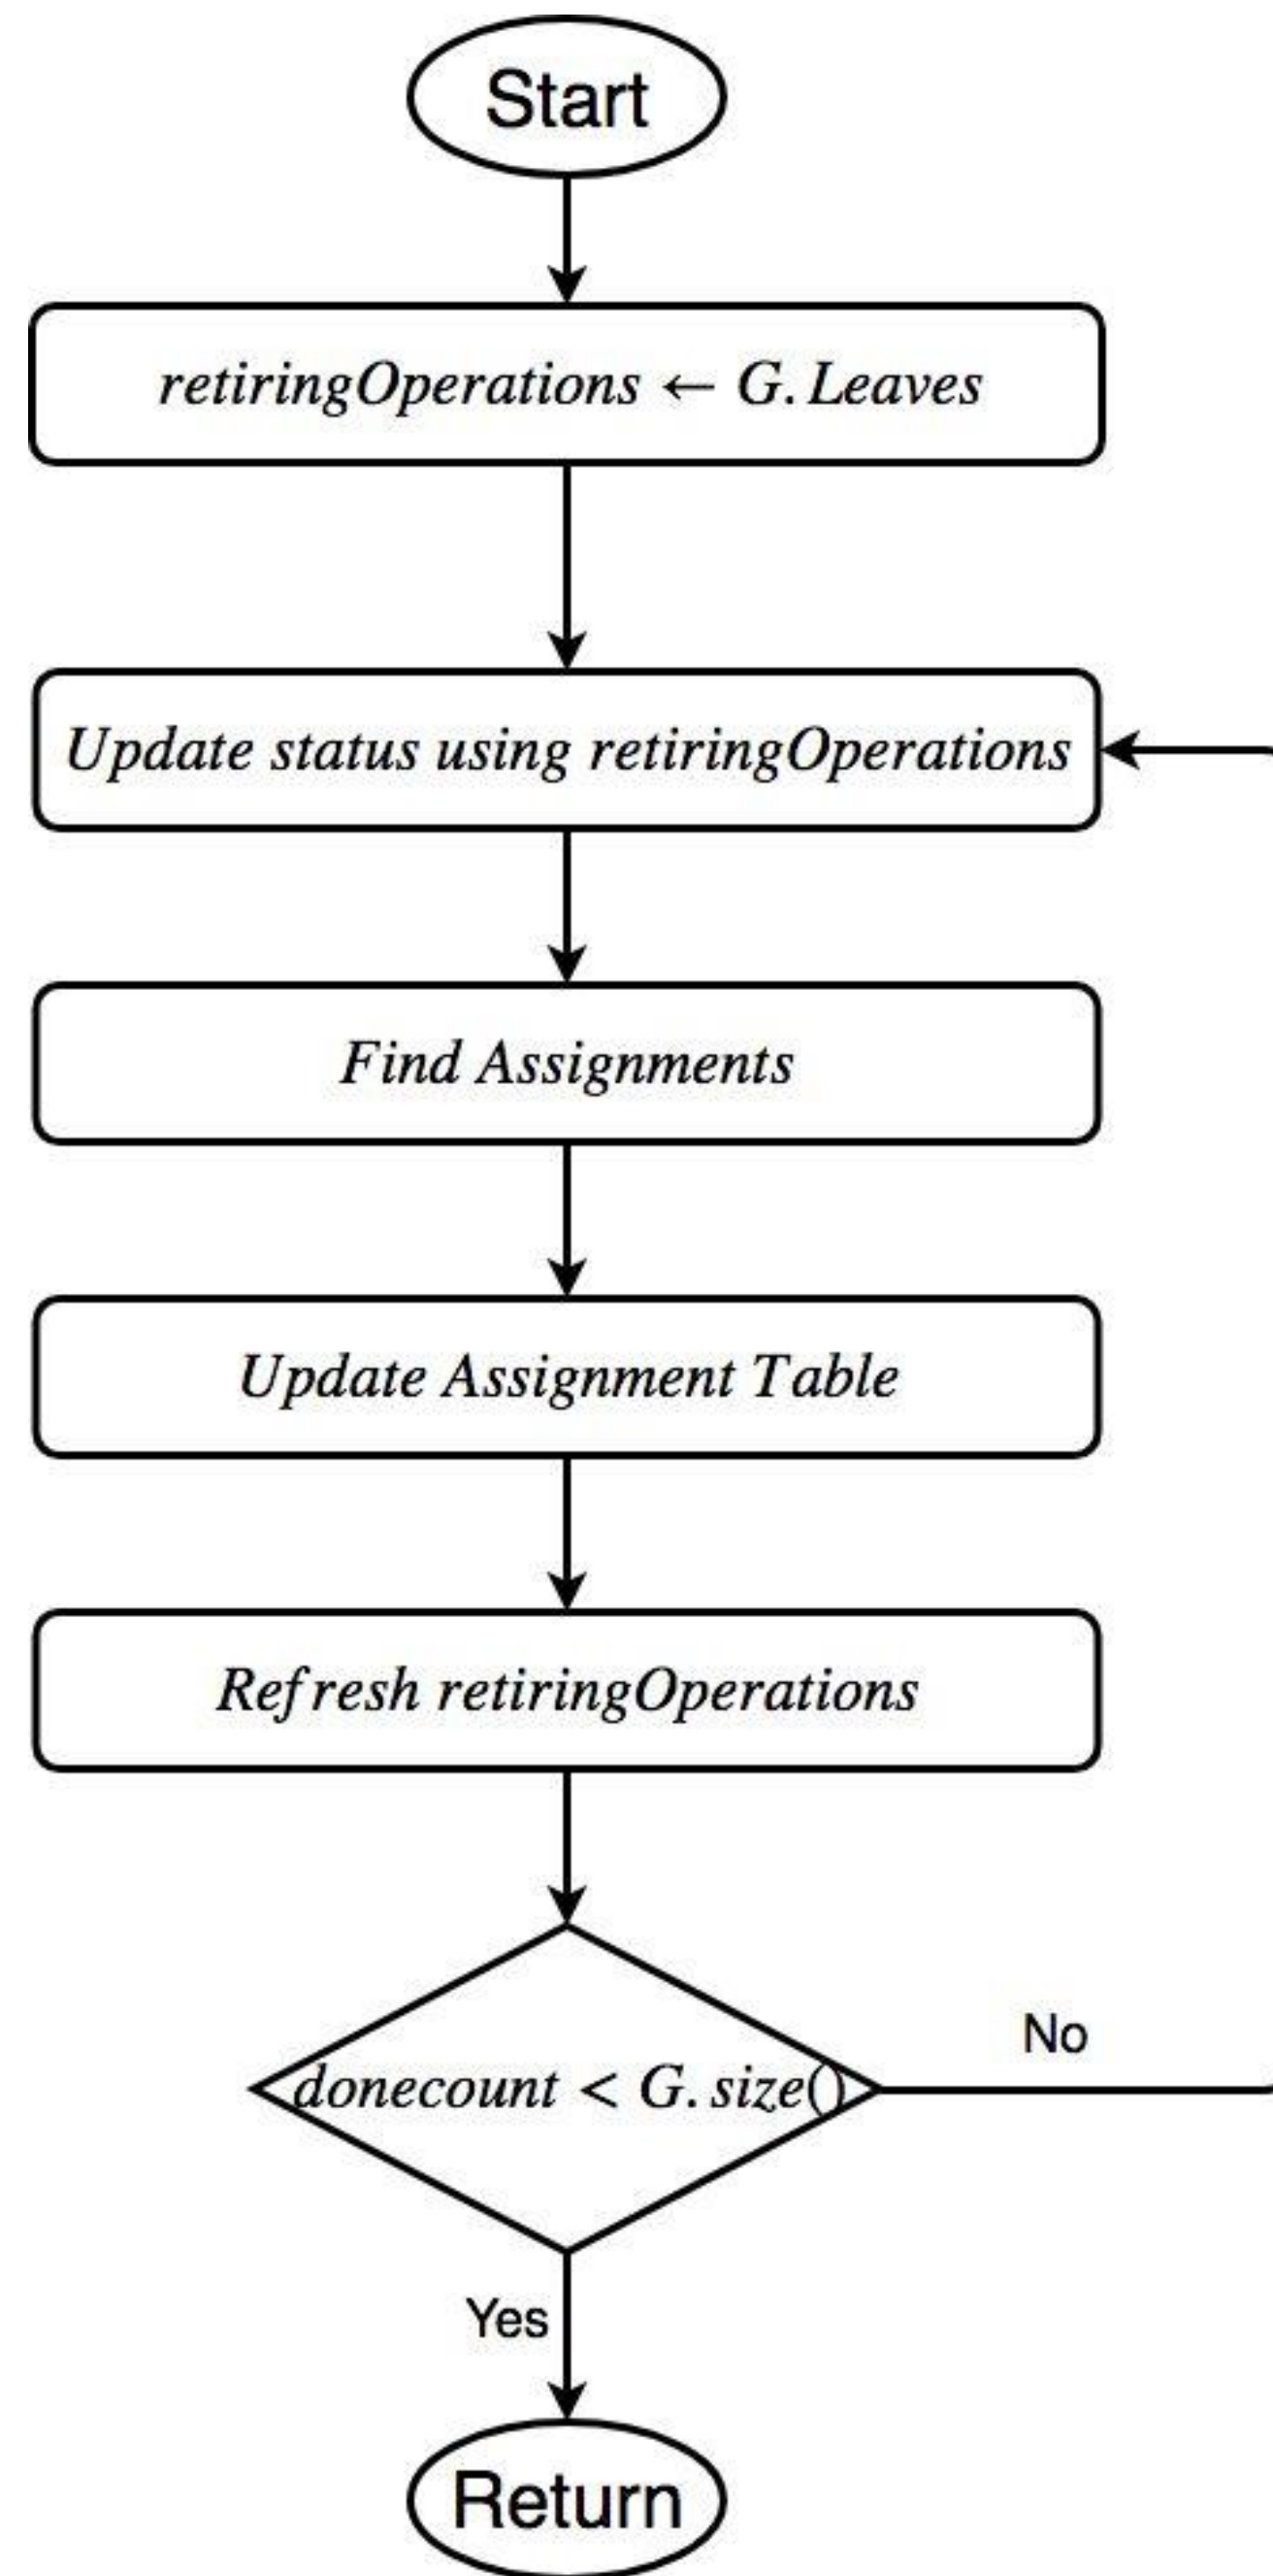 Start
retiringOperations ← G.Leaves
Update status using retiringOperations
Find Assignments
Update Assignment Table
Refresh retiringOperations
donecount < G.size()
No
Yes
Return